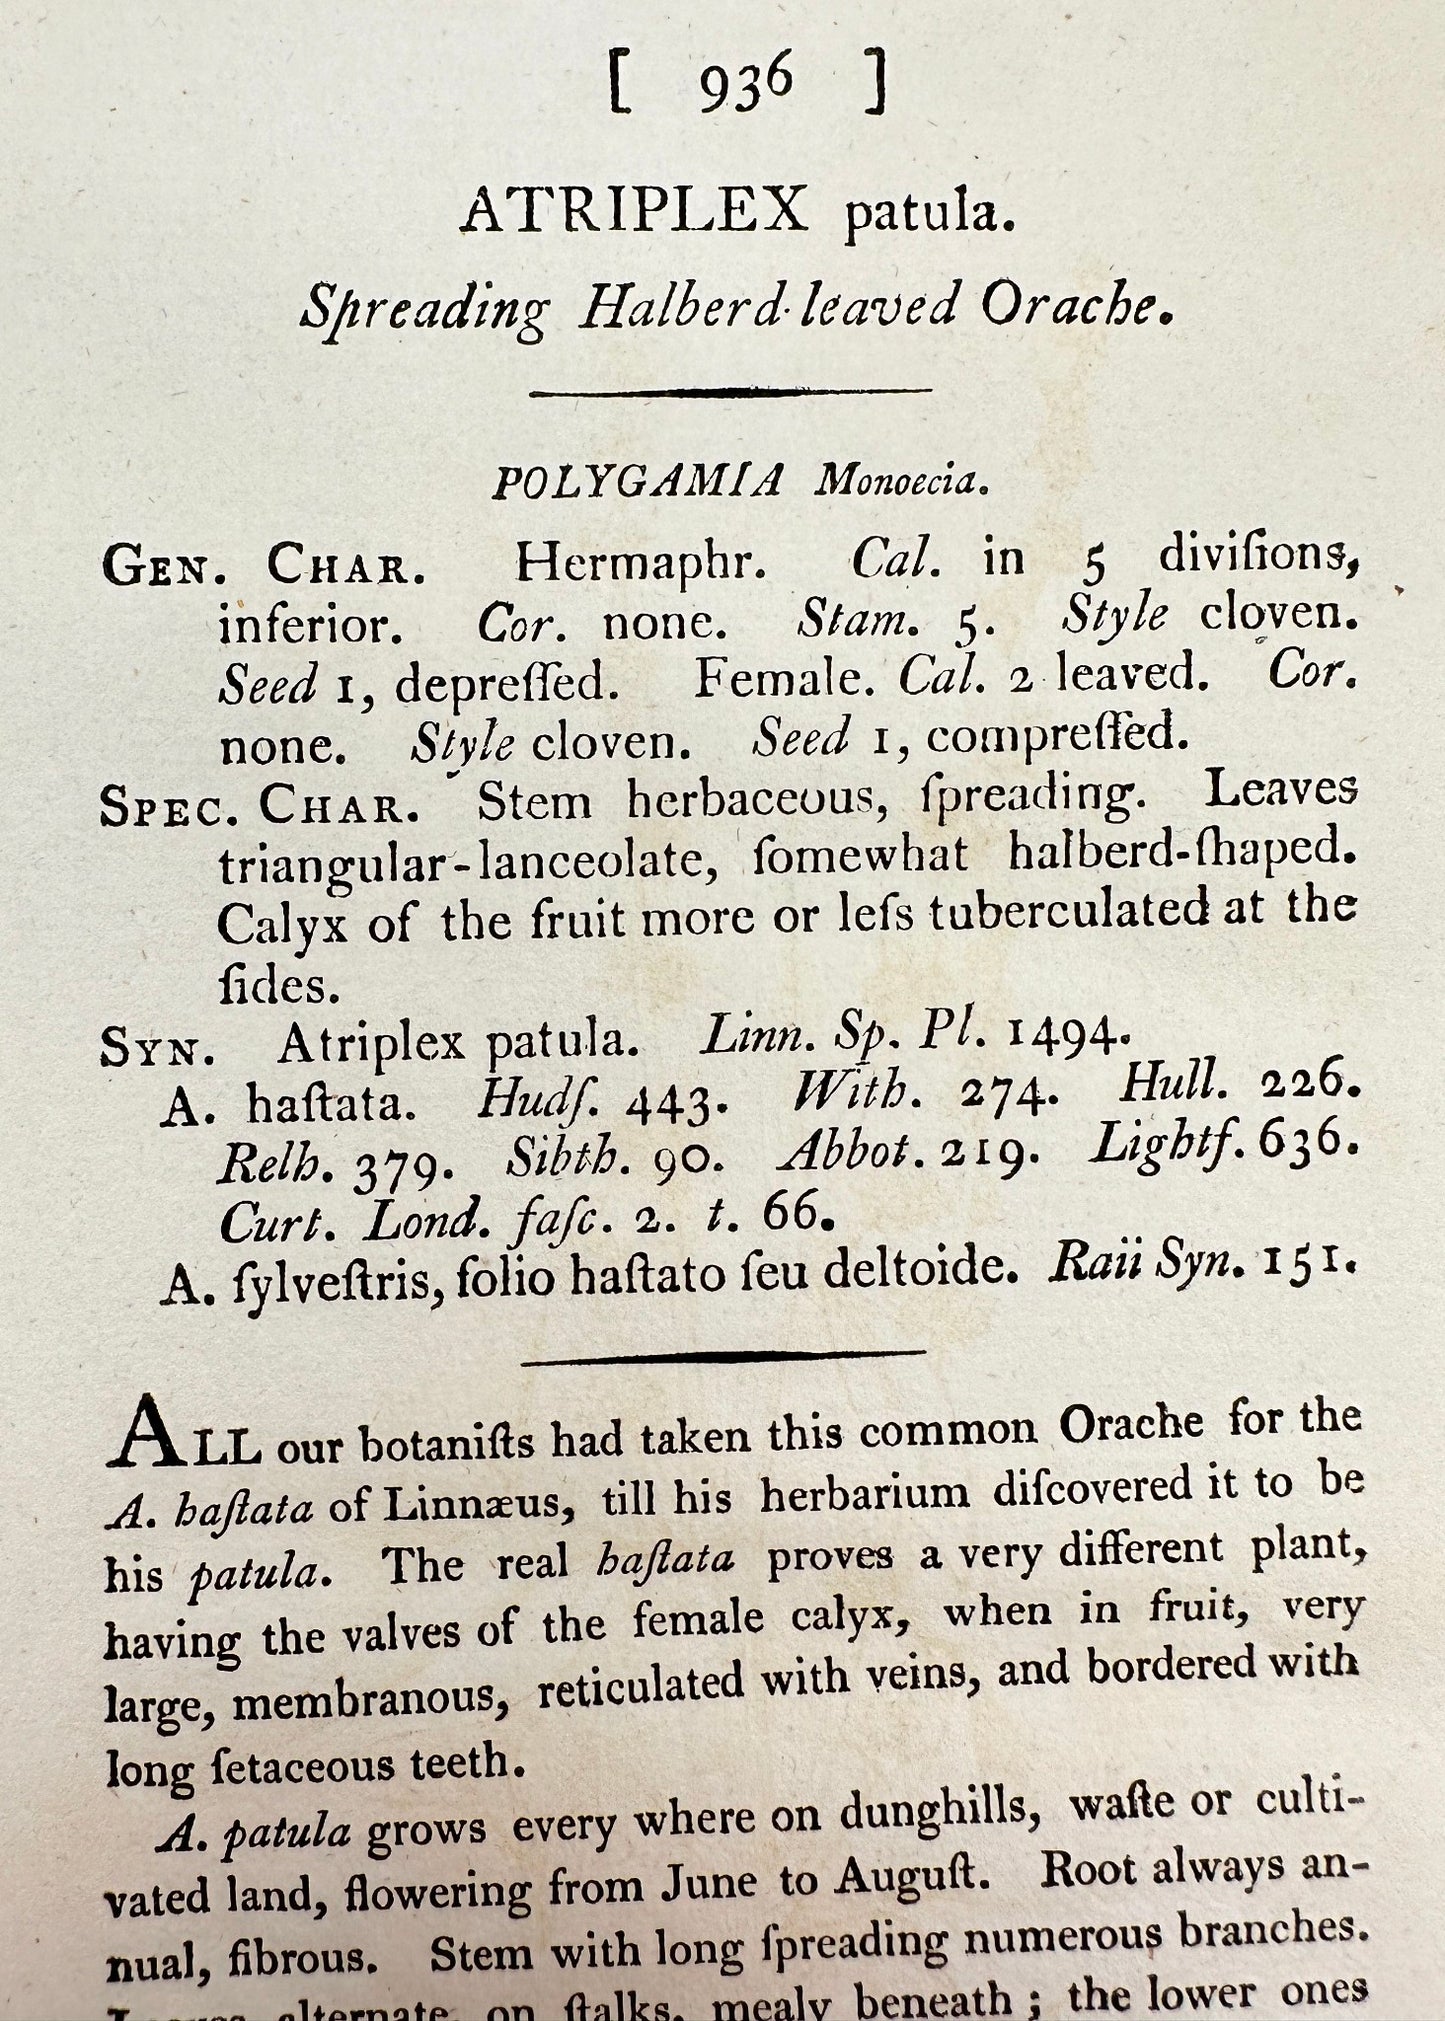 [ 936 ]
ATRIPLEX patula.
Spreading Halberd-leaved Orache.
POLYGAMIA Monoecia.
GEN. CHAR. Hermaphr. Cal. in 5 diviſions,
inferior. Cor. none. Stam. 5. Style cloven.
Seed 1, depreſſed. Female. Cal. 2 leaved. Cor.
none. Style cloven. Seed 1, compreſſed.
SPEC. CHAR. Stem herbaceous, ſpreading. Leaves
triangular-lanceolate, ſomewhat halberd-ſhaped.
Calyx of the fruit more or leſs tuberculated at the
ſides.
SYN. Atriplex patula. Linn. Sp. Pl. 1494.
A. haſtata. Hudſ. 443. With. 274. Hull. 226.
Relh. 379. Sibth. 90. Abbot. 219. Lightf. 636.
Curt. Lond. faſc. 2. t. 66.
A. ſylveſtris, folio haſtato ſeu deltoide. Raii Syn. 151.
ALL our botaniſts had taken this common Orache for the
A. haſtata of Linnæus, till his herbarium diſcovered it to be
his patula. The real haſtata proves a very different plant,
having the valves of the female calyx, when in fruit, very
large, membranous, reticulated with veins, and bordered with
long ſetaceous teeth.
A. patula grows every where on dunghills, waſte or culti-
vated land, flowering from June to Auguſt. Root always an-
nual, fibrous. Stem with long ſpreading numerous branches.
Leaves alternate, on ſtalks, mealy beneath; the lower ones